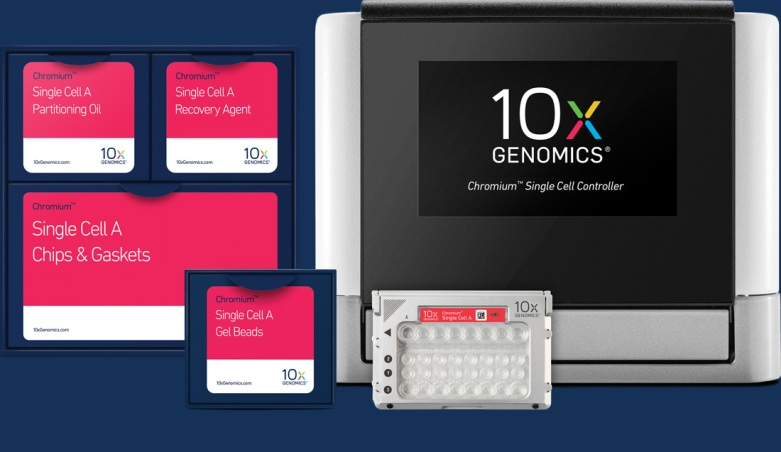 Chromium™
Single Cell A
Partitioning Oil
10xGenomics.com
10x
GENOMICS®
Chromium™
Single Cell A
Recovery Agent
10xGenomics.com
10x
GENOMICS®
Chromium™
Single Cell A
Chips & Gaskets
10xGenomics.com
Chromium™
Single Cell A
Gel Beads
10xGenomics.com
10x
GENOMICS®
10x
GENOMICS®
Chromium™ Single Cell Controller
10x
GENOMICS
Chromium™
Single Cell A
10x
GENOMICS
2
1
3